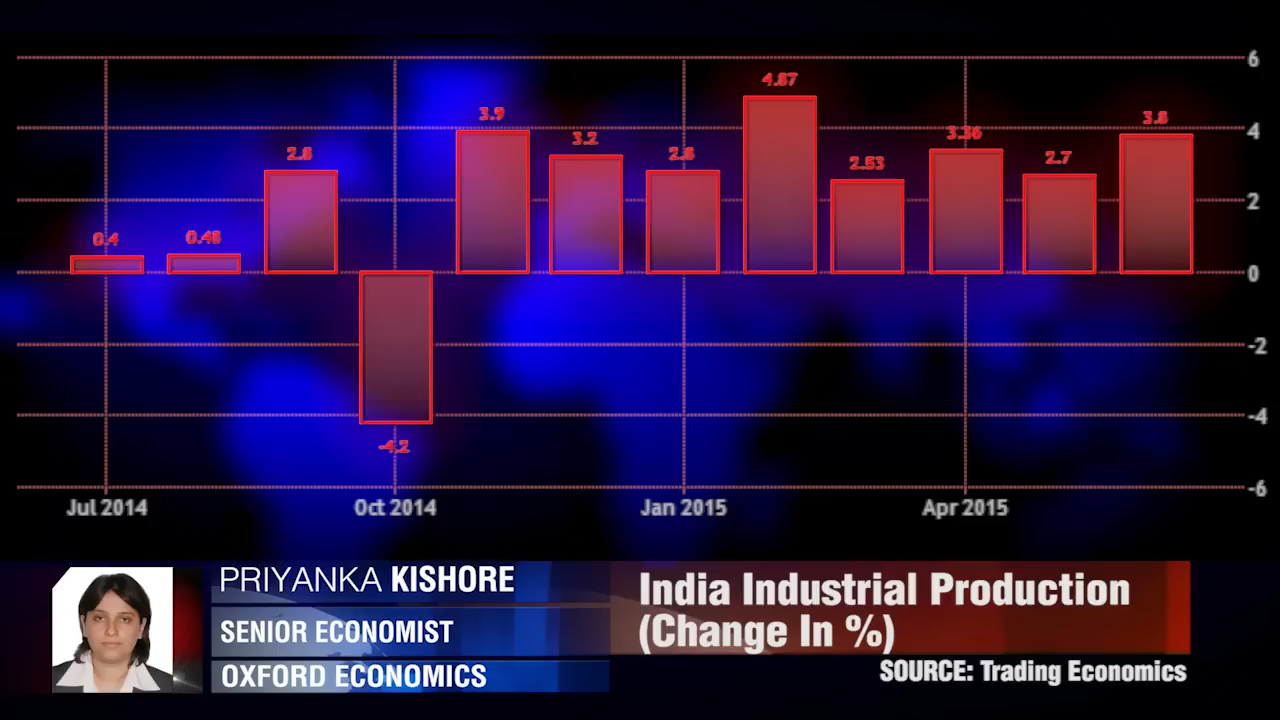 6
4.87
3.9
3.8
4
3.2
3.36
2.8
2.8
2.53
2.7
2
0.4
0.48
0
-2
-4
-4.2
-6
Jul 2014
Oct 2014
Jan 2015
Apr 2015
PRIYANKA KISHORE
SENIOR ECONOMIST
OXFORD ECONOMICS
India Industrial Production
(Change In %)
SOURCE: Trading Economics